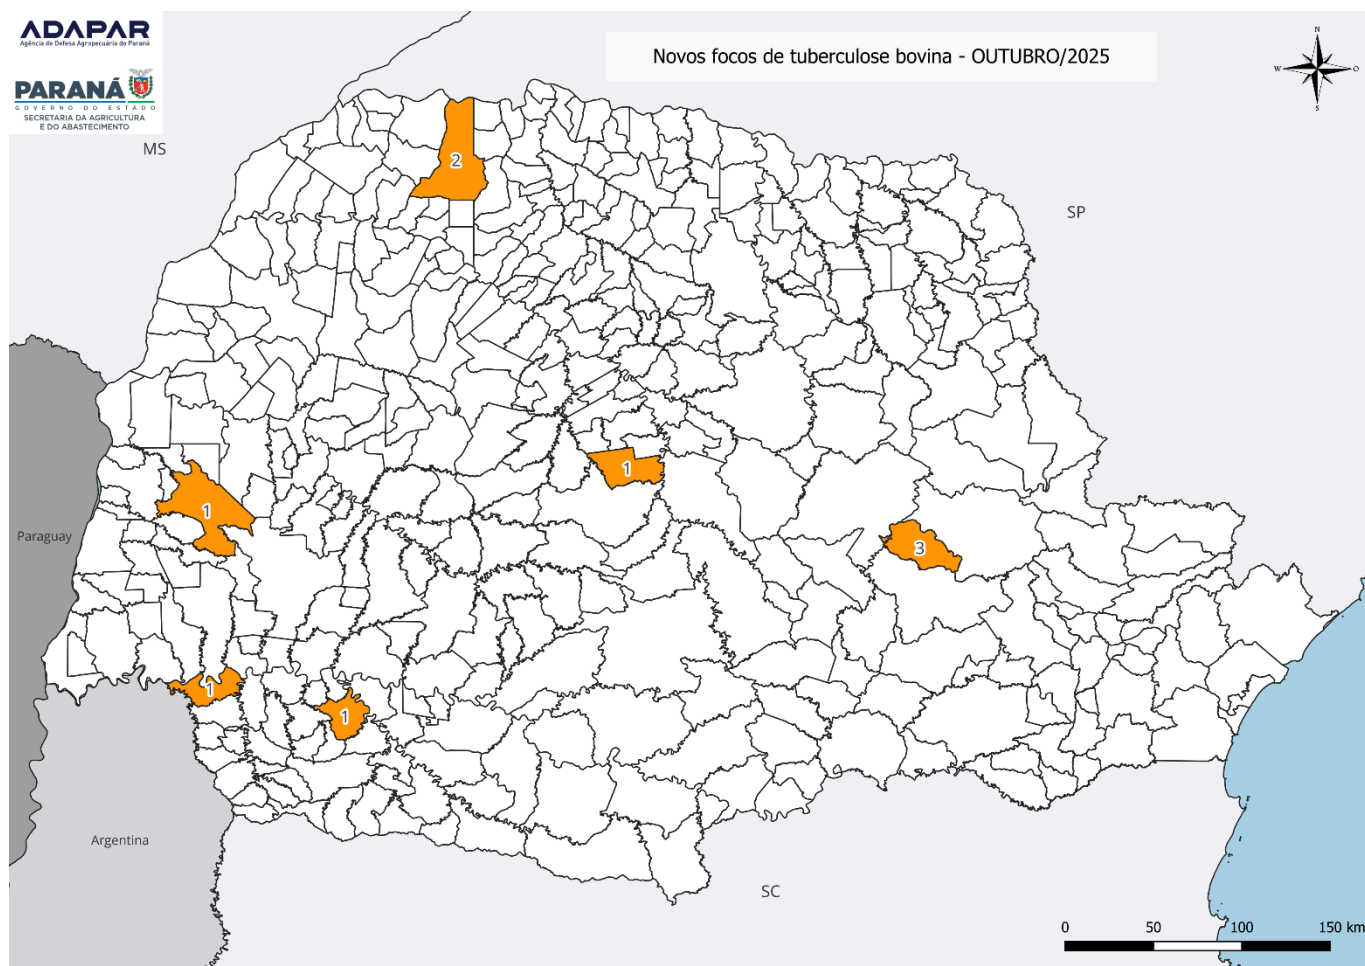 ADAPAR
Agência de Defesa Agropecuária do Paraná
PARANÁ
GOVERNO DO ESTADO
SECRETARIA DA AGRICULTURA
E DO ABASTECIMENTO
Novos focos de tuberculose bovina - OUTUBRO/2025
N
W
O
S
MS
SP
2
1
1
3
Paraguay
1
1
Argentina
SC
0 50 100 150 km